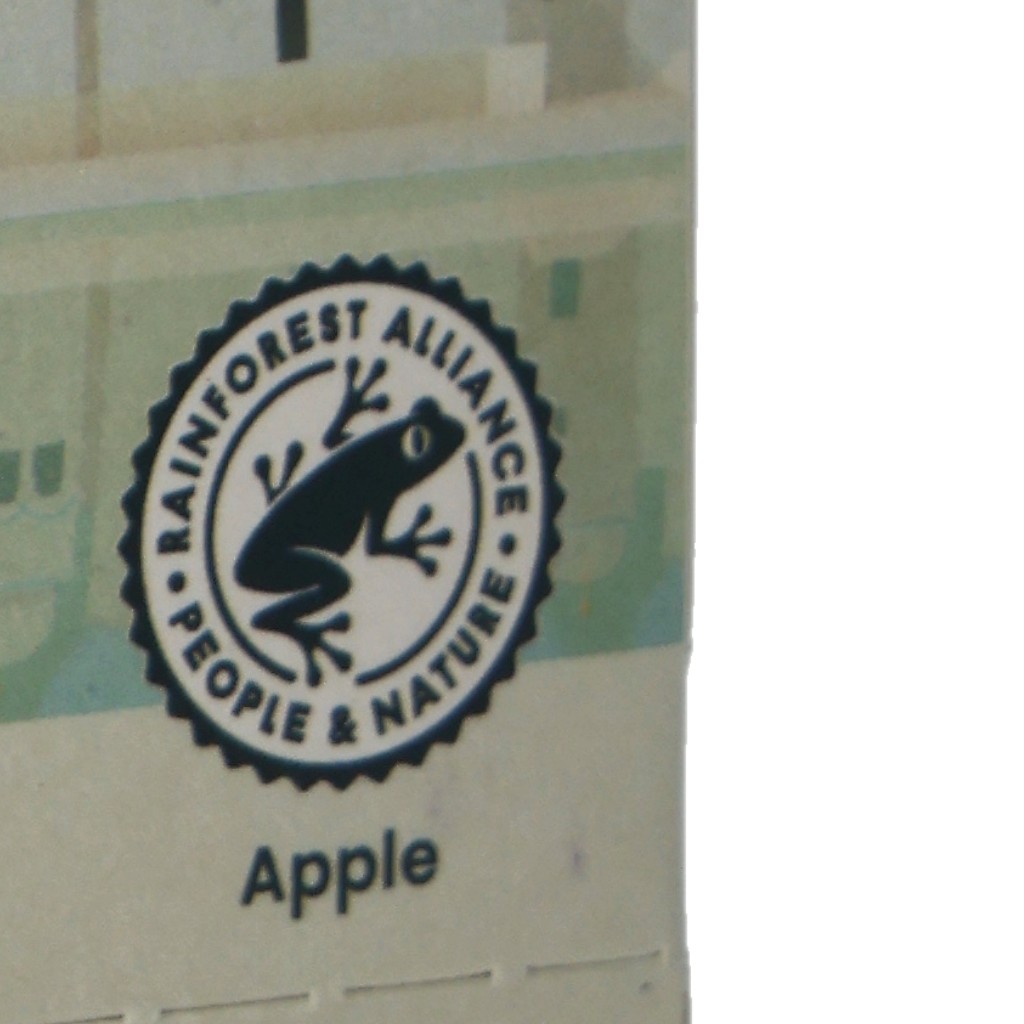 RAINFOREST ALLIANCE
• PEOPLE & NATURE •
Apple